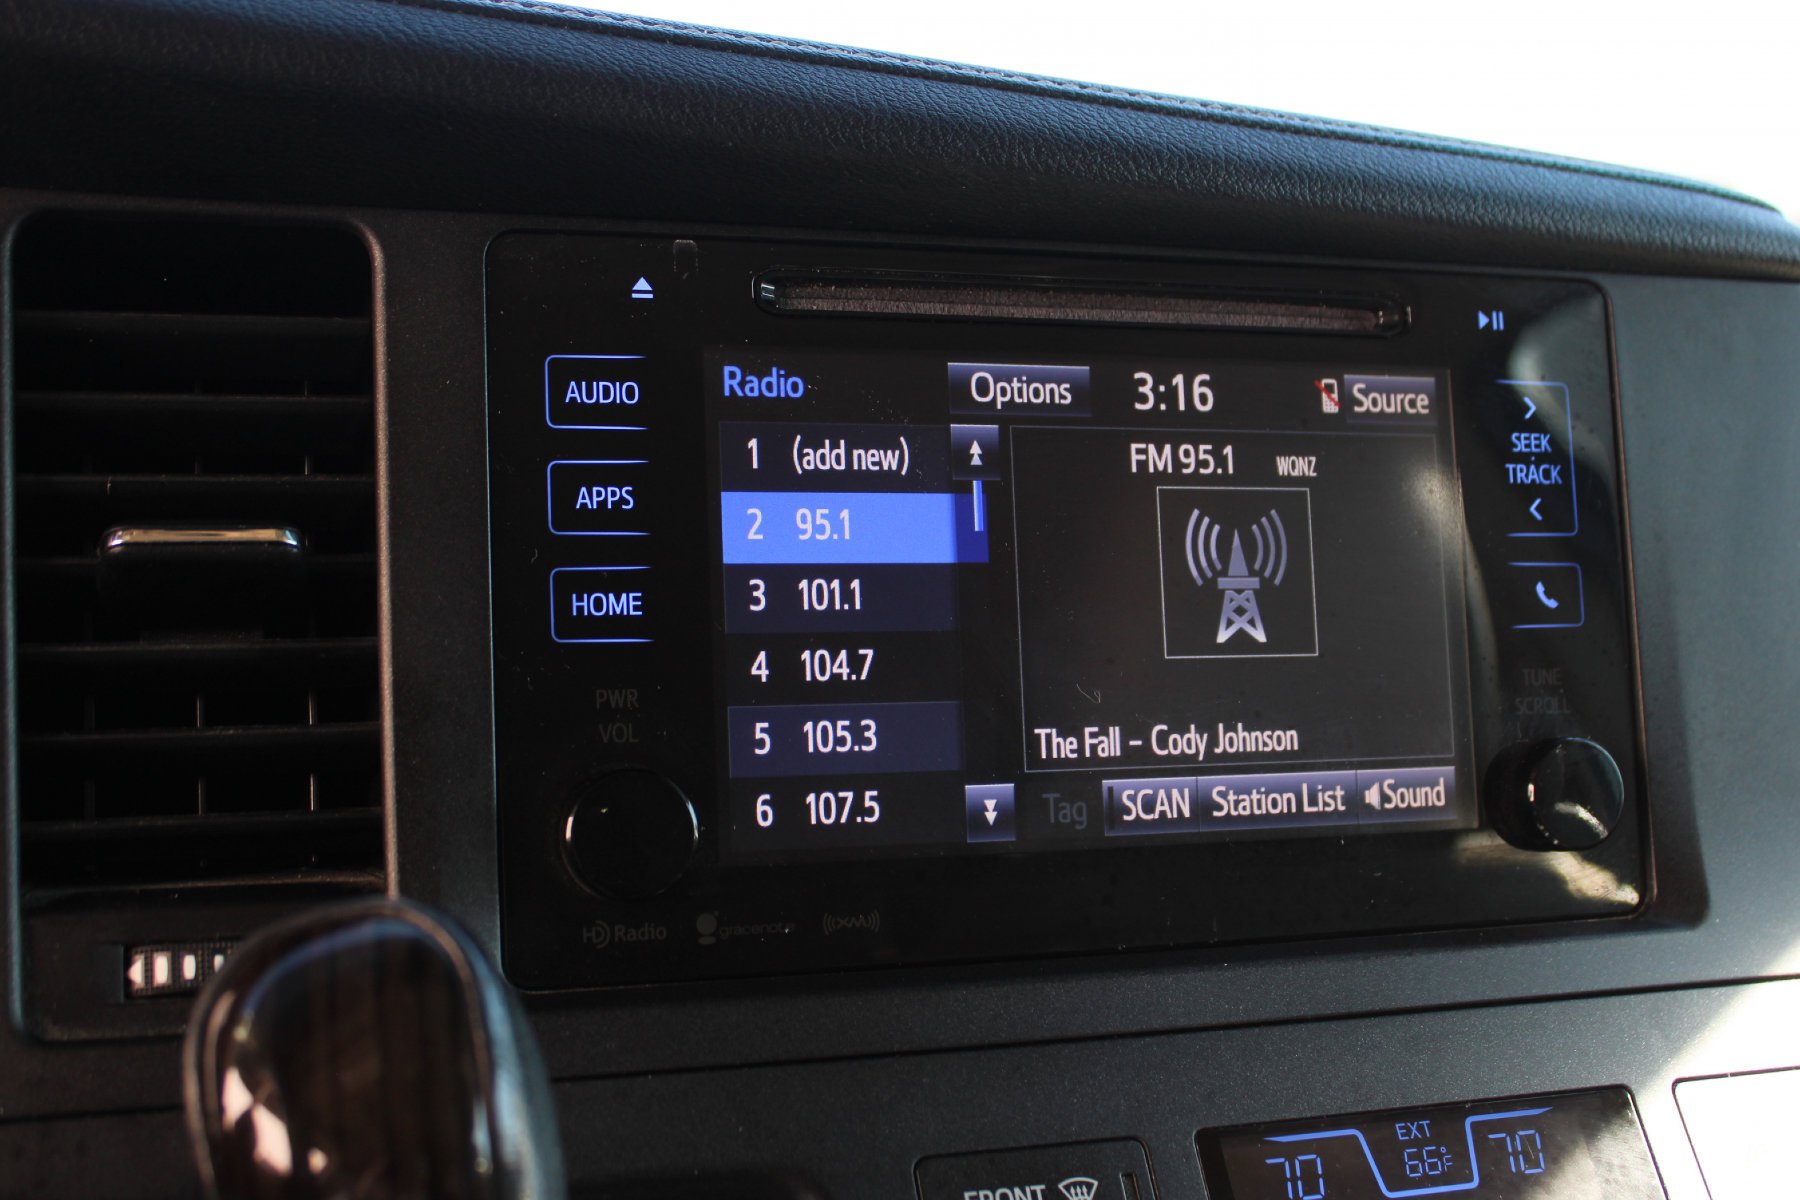 Radio
Options
3:16
Source
AUDIO
APPS
HOME
PWR
VOL
1 (add new)
2 95.1
3 101.1
4 104.7
5 105.3
6 107.5
FM 95.1 WQNZ
The Fall - Cody Johnson
Tag
SCAN
Station List
Sound
SEEK
TRACK
TUNE
SCROLL
HD Radio
gracenote
((XM))
FRONT
70
EXT
66°F
70